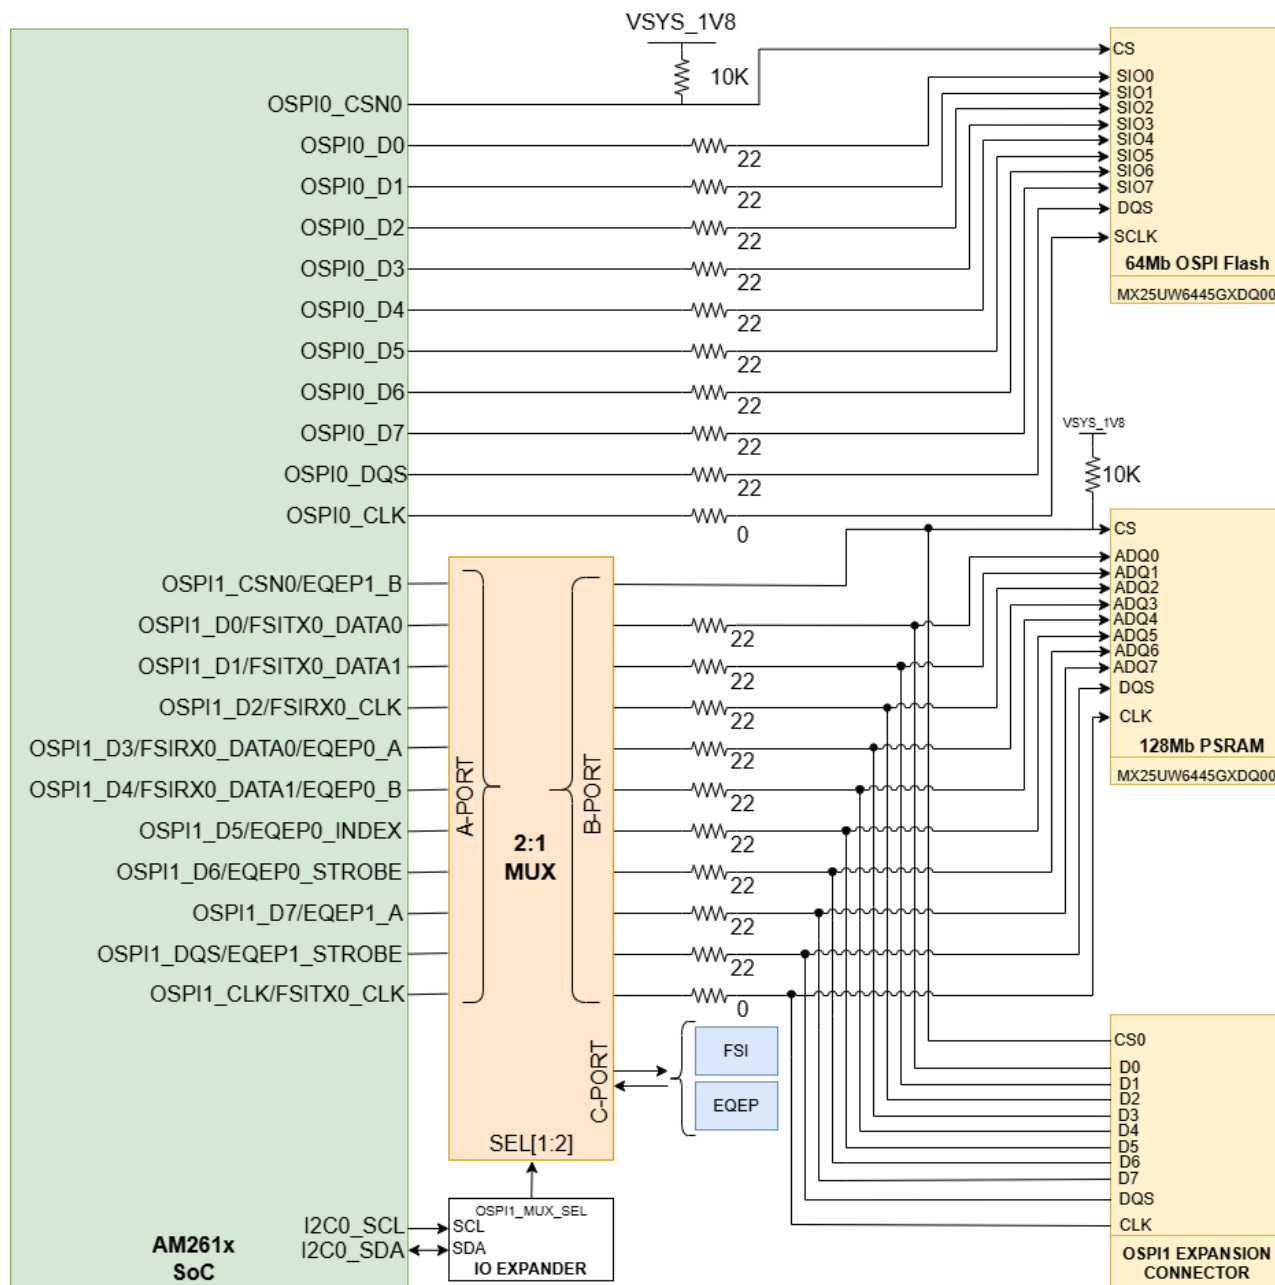 VSYS_1V8
10K
OSPI0_CSN0
OSPI0_D0
22
OSPI0_D1
22
OSPI0_D2
22
OSPI0_D3
22
OSPI0_D4
22
OSPI0_D5
22
OSPI0_D6
22
OSPI0_D7
22
OSPI0_DQS
22
OSPI0_CLK
0
CS
SIO0
SIO1
SIO2
SIO3
SIO4
SIO5
SIO6
SIO7
DQS
SCLK
64Mb OSPI Flash
MX25UW6445GXDQ00
VSYS_1V8
10K
OSPI1_CSN0/EQEP1_B
OSPI1_D0/FSITX0_DATA0
22
OSPI1_D1/FSITX0_DATA1
22
OSPI1_D2/FSIRX0_CLK
22
OSPI1_D3/FSIRX0_DATA0/EQEP0_A
22
OSPI1_D4/FSIRX0_DATA1/EQEP0_B
22
OSPI1_D5/EQEP0_INDEX
22
OSPI1_D6/EQEP0_STROBE
22
OSPI1_D7/EQEP1_A
22
OSPI1_DQS/EQEP1_STROBE
22
OSPI1_CLK/FSITX0_CLK
0
A-PORT
2:1
MUX
B-PORT
C-PORT
SEL[1:2]
FSI
EQEP
CS
ADQ0
ADQ1
ADQ2
ADQ3
ADQ4
ADQ5
ADQ6
ADQ7
DQS
CLK
128Mb PSRAM
MX25UW6445GXDQ00
CS0
D0
D1
D2
D3
D4
D5
D6
D7
DQS
CLK
OSPI1 EXPANSION
CONNECTOR
I2C0_SCL
I2C0_SDA
OSPI1_MUX_SEL
SCL
SDA
IO EXPANDER
AM261x
SoC